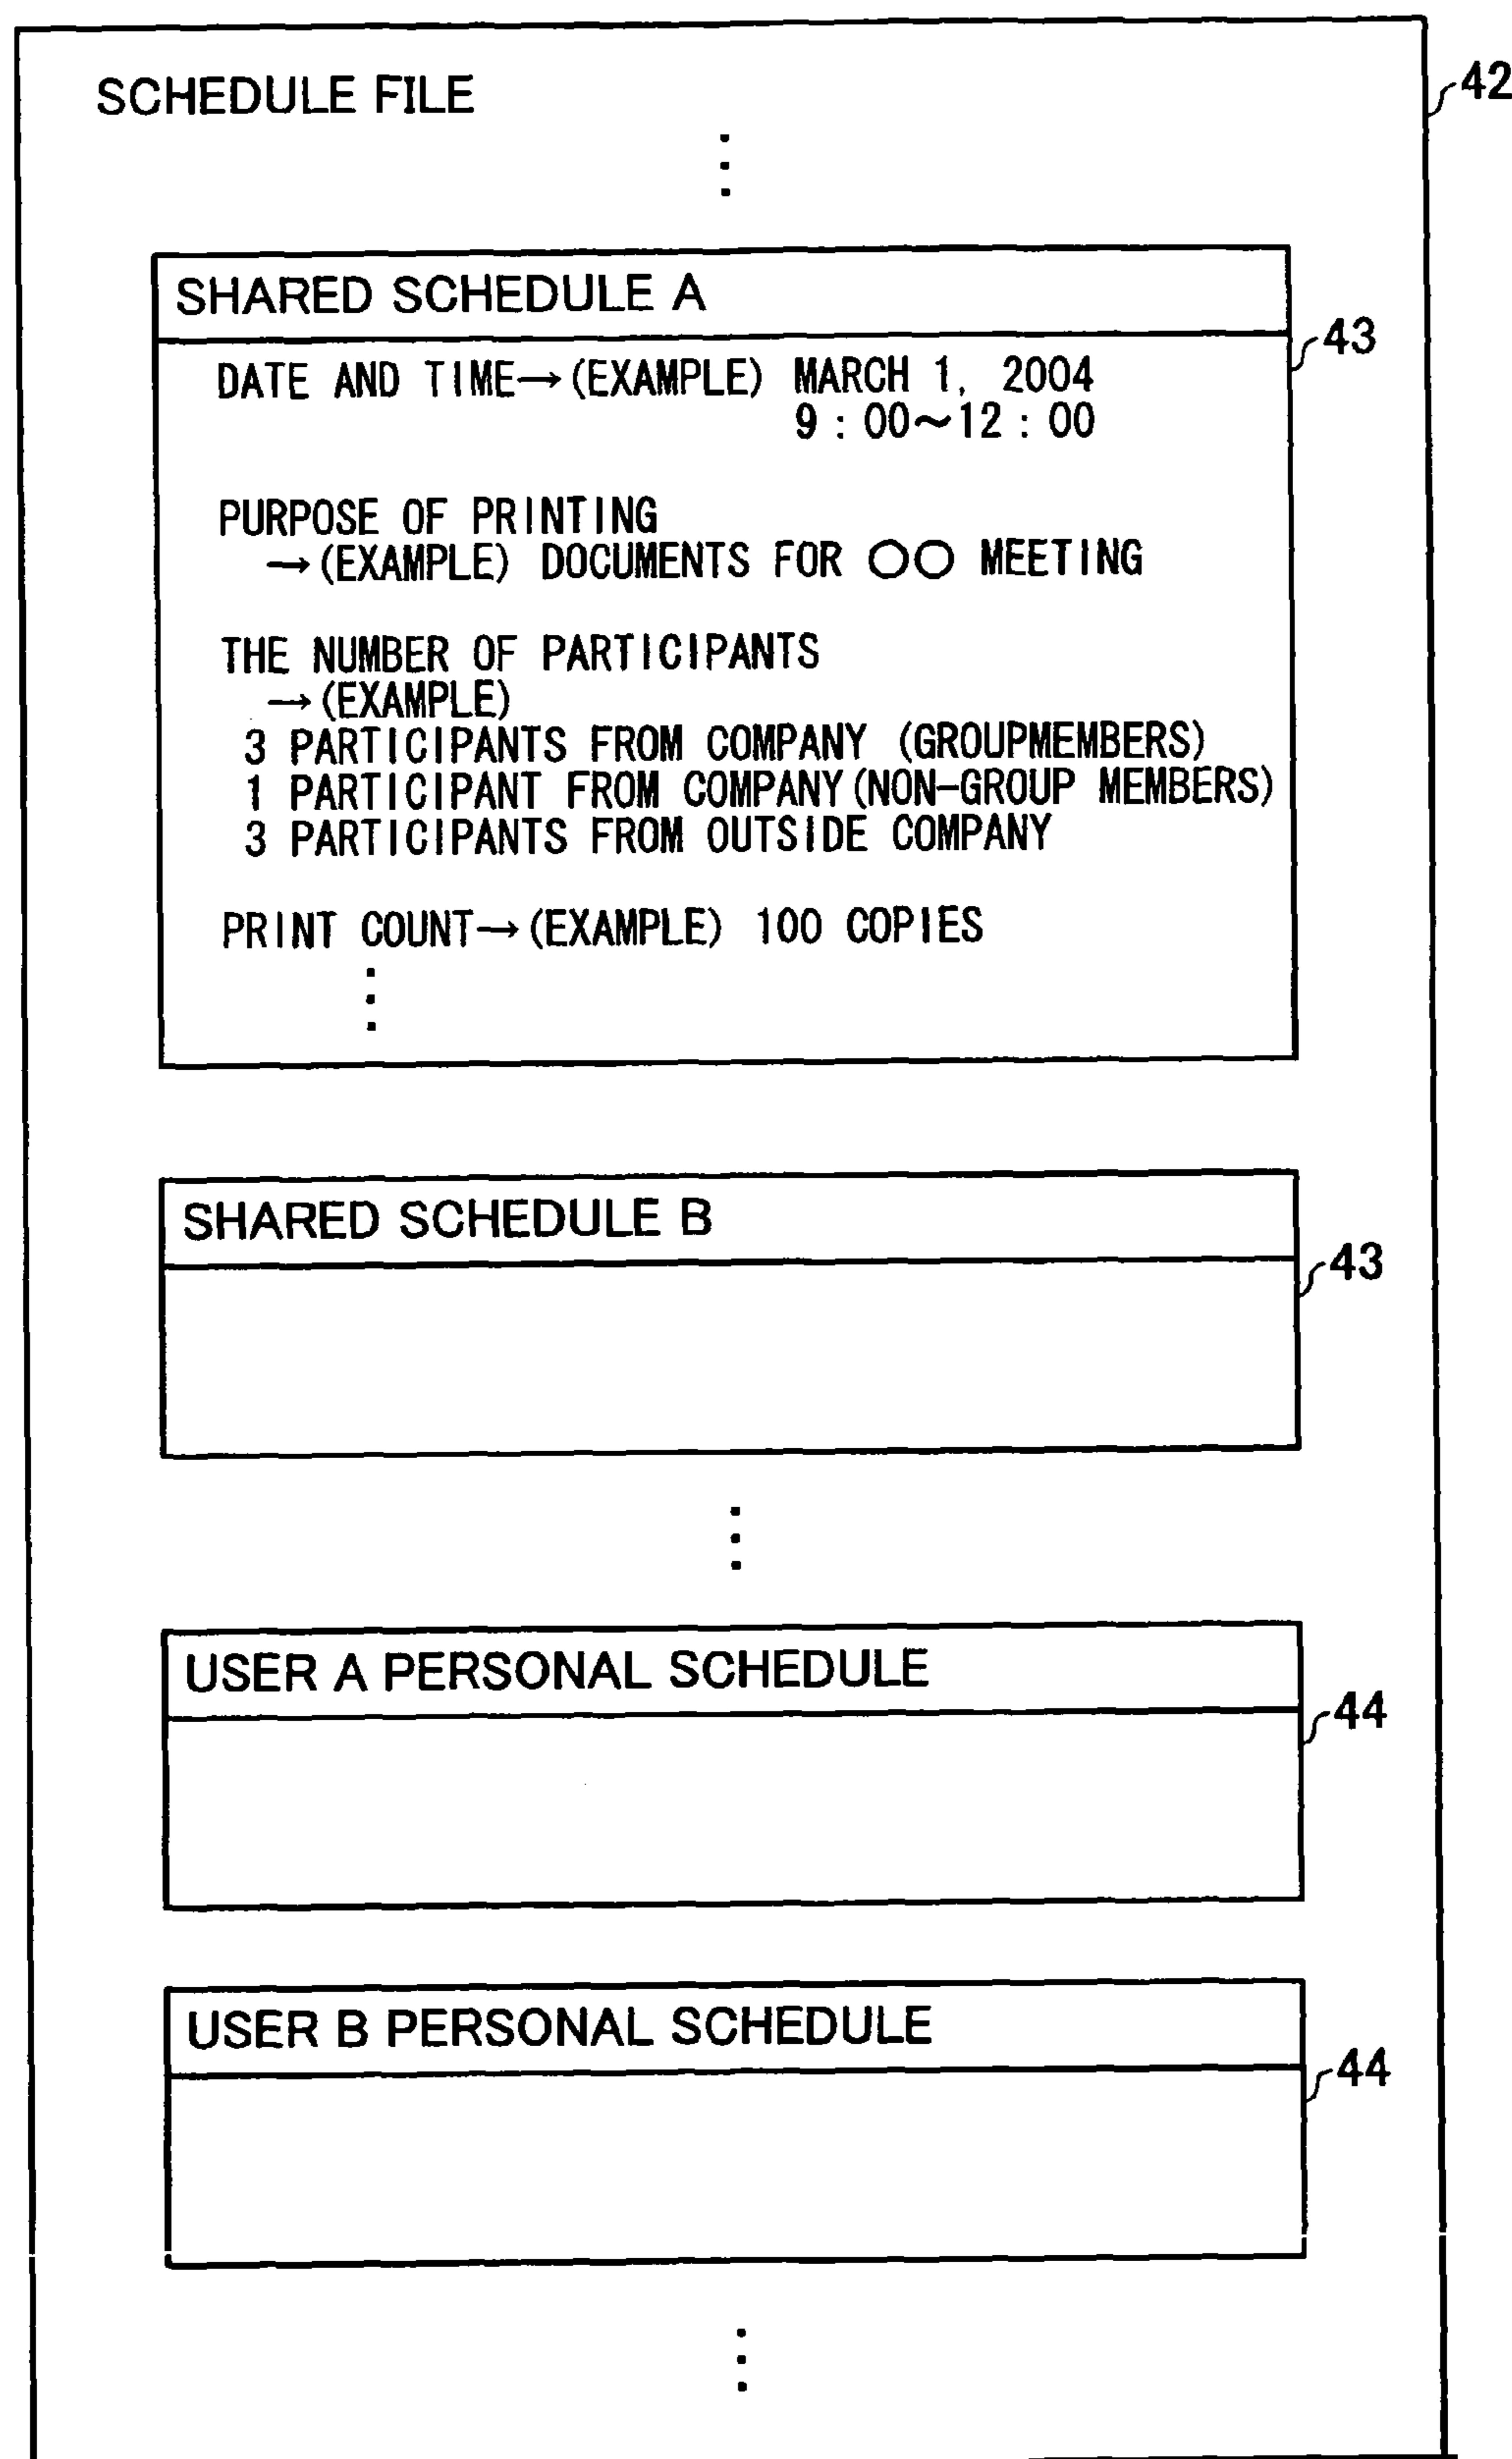 SCHEDULE FILE
42
SHARED SCHEDULE A
43
DATE AND TIME→(EXAMPLE) MARCH 1, 2004
9:00~12:00
PURPOSE OF PRINTING
→(EXAMPLE) DOCUMENTS FOR ○○ MEETING
THE NUMBER OF PARTICIPANTS
→(EXAMPLE)
3 PARTICIPANTS FROM COMPANY (GROUPMEMBERS)
1 PARTICIPANT FROM COMPANY(NON-GROUP MEMBERS)
3 PARTICIPANTS FROM OUTSIDE COMPANY
PRINT COUNT→(EXAMPLE) 100 COPIES
SHARED SCHEDULE B
43
USER A PERSONAL SCHEDULE
44
USER B PERSONAL SCHEDULE
44